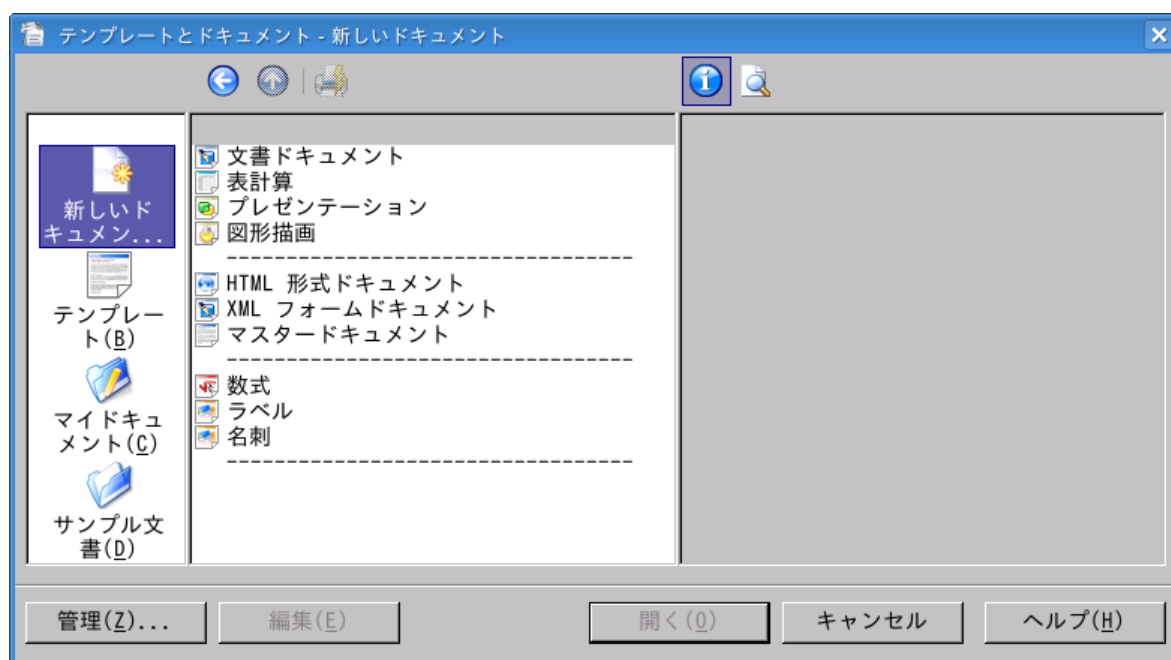 テンプレートとドキュメント - 新しいドキュメント
新しいド
キュメン...
テンプレー
ト(B)
マイドキュ
メント(C)
サンプル文
書(D)
文書ドキュメント
表計算
プレゼンテーション
図形描画
--------------------------------
HTML 形式ドキュメント
XML フォームドキュメント
マスタードキュメント
--------------------------------
数式
ラベル
名刺
--------------------------------
管理(Z)...
編集(E)
開く(O)
キャンセル
ヘルプ(H)